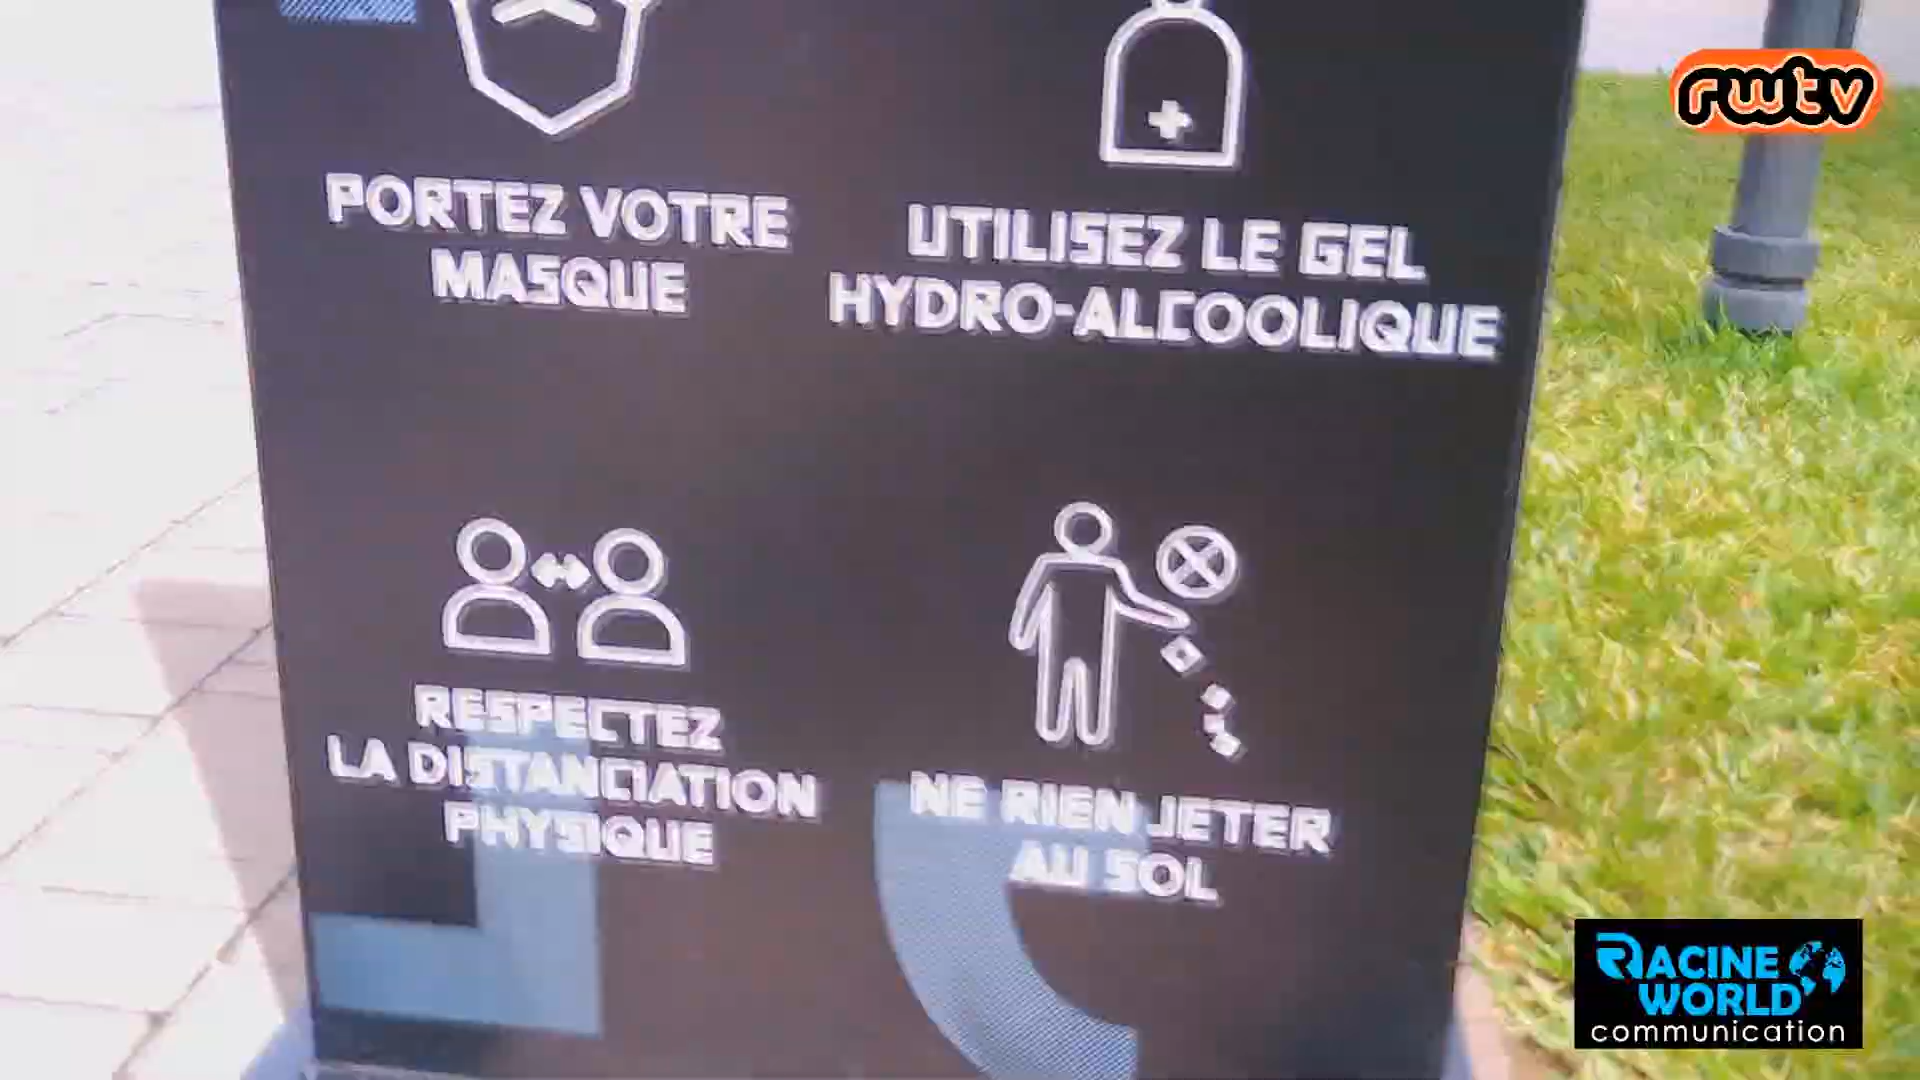 rwtv
PORTEZ VOTRE
MASQUE
UTILISEZ LE GEL
HYDRO-ALCOOLIQUE
RESPECTEZ
LA DISTANCIATION
PHYSIQUE
NE RIEN JETER
AU SOL
RACINE
WORLD
communication